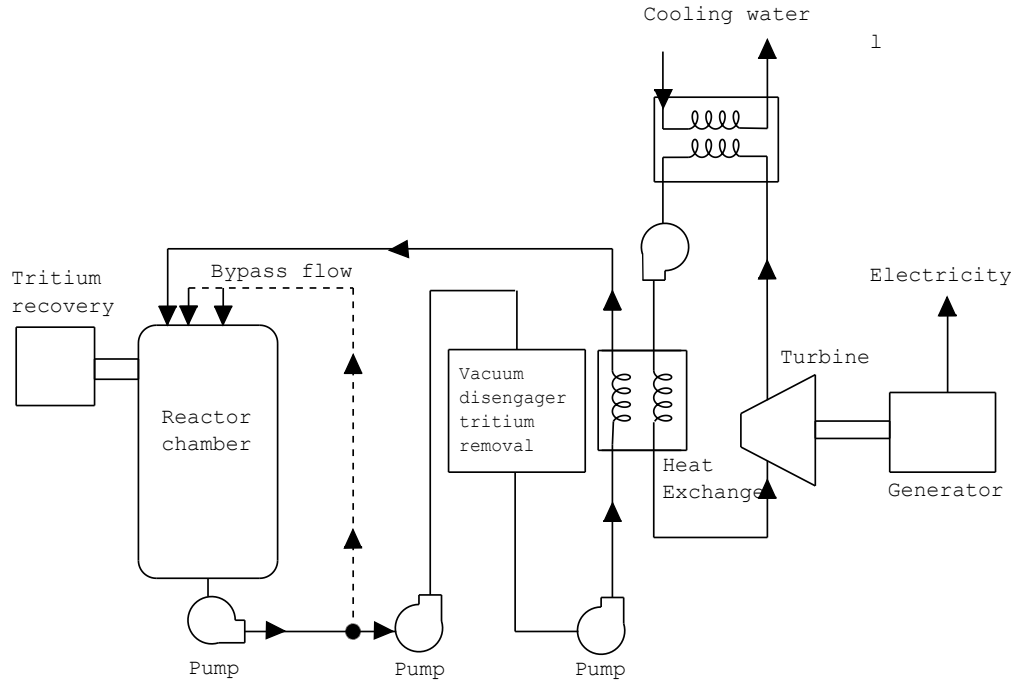 Cooling water
l
Tritium
recovery
Bypass flow
Electricity
Turbine
Vacuum
disengager
tritium
removal
Reactor
chamber
Heat
Exchanger
Generator
Pump
Pump
Pump